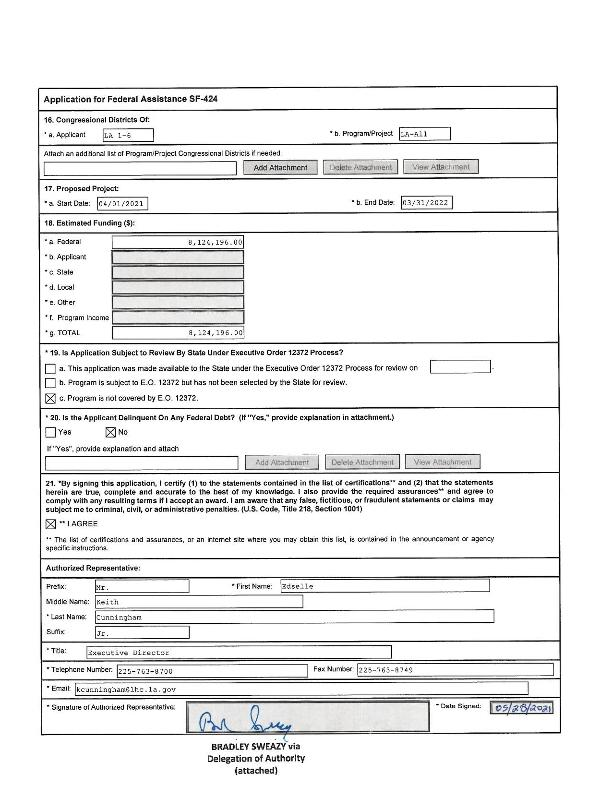 Application for Federal Assistance SF-424
16. Congressional Districts Of:
* a. Applicant LA 1-6 * b. Program/Project LA-All
Attach an additional list of Program/Project Congressional Districts if needed.
Add Attachment Delete Attachment View Attachment
17. Proposed Project:
* a. Start Date: 04/01/2021 * b. End Date: 03/31/2022
18. Estimated Funding ($):
* a. Federal 8,124,196.00
* b. Applicant
* c. State
* d. Local
* e. Other
* f. Program Income
* g. TOTAL 8,124,196.00
* 19. Is Application Subject to Review By State Under Executive Order 12372 Process?
a. This application was made available to the State under the Executive Order 12372 Process for review on .
b. Program is subject to E.O. 12372 but has not been selected by the State for review.
c. Program is not covered by E.O. 12372.
* 20. Is the Applicant Delinquent On Any Federal Debt? (If "Yes," provide explanation in attachment.)
Yes No
If "Yes", provide explanation and attach
Add Attachment Delete Attachment View Attachment
21. *By signing this application, I certify (1) to the statements contained in the list of certifications** and (2) that the statements
herein are true, complete and accurate to the best of my knowledge. I also provide the required assurances** and agree to
comply with any resulting terms if I accept an award. I am aware that any false, fictitious, or fraudulent statements or claims may
subject me to criminal, civil, or administrative penalties. (U.S. Code, Title 218, Section 1001)
** I AGREE
** The list of certifications and assurances, or an internet site where you may obtain this list, is contained in the announcement or agency
specific instructions.
Authorized Representative:
Prefix: Mr. * First Name: Edselle
Middle Name: Keith
* Last Name: Cunningham
Suffix: Jr.
* Title: Executive Director
* Telephone Number: 225-763-8700 Fax Number: 225-763-8749
* Email: kcunningham@lhc.la.gov
* Signature of Authorized Representative: * Date Signed: 05/28/2021
BRADLEY SWEAZY via
Delegation of Authority
(attached)